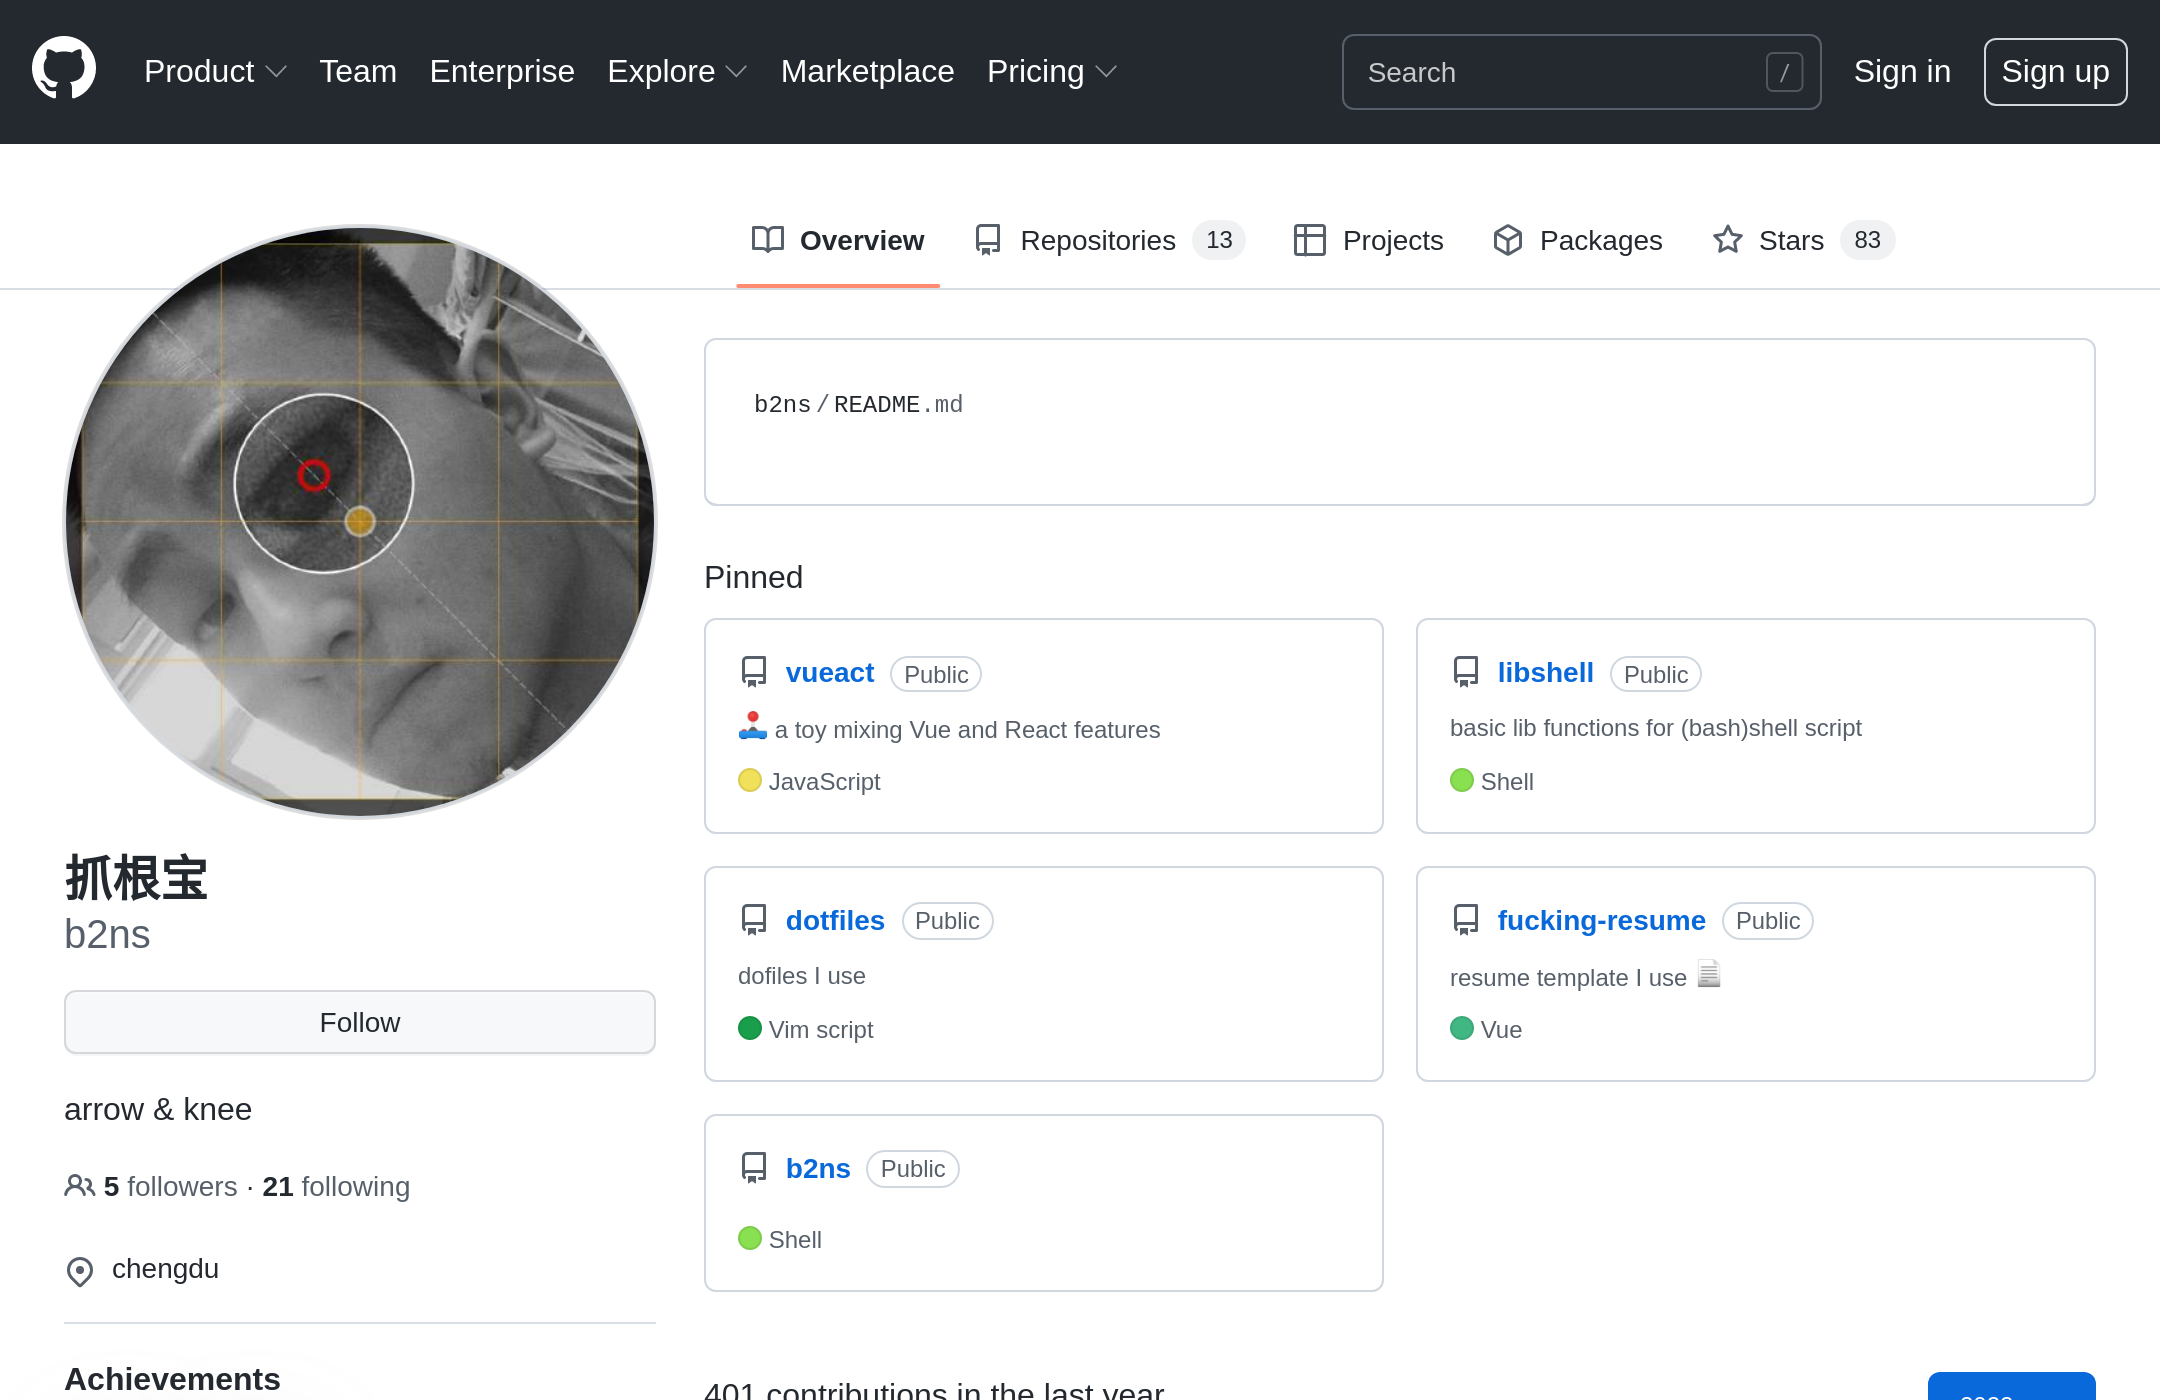 Product Team Enterprise Explore Marketplace Pricing Search / Sign in Sign up
Overview Repositories 13 Projects Packages Stars 83
b2ns/README.md
Pinned
vueact Public
a toy mixing Vue and React features
JavaScript
libshell Public
basic lib functions for (bash)shell script
Shell
dotfiles Public
dofiles I use
Vim script
fucking-resume Public
resume template I use
Vue
b2ns Public
Shell
抓根宝
b2ns
Follow
arrow & knee
5 followers · 21 following
chengdu
Achievements
401 contributions in the last year